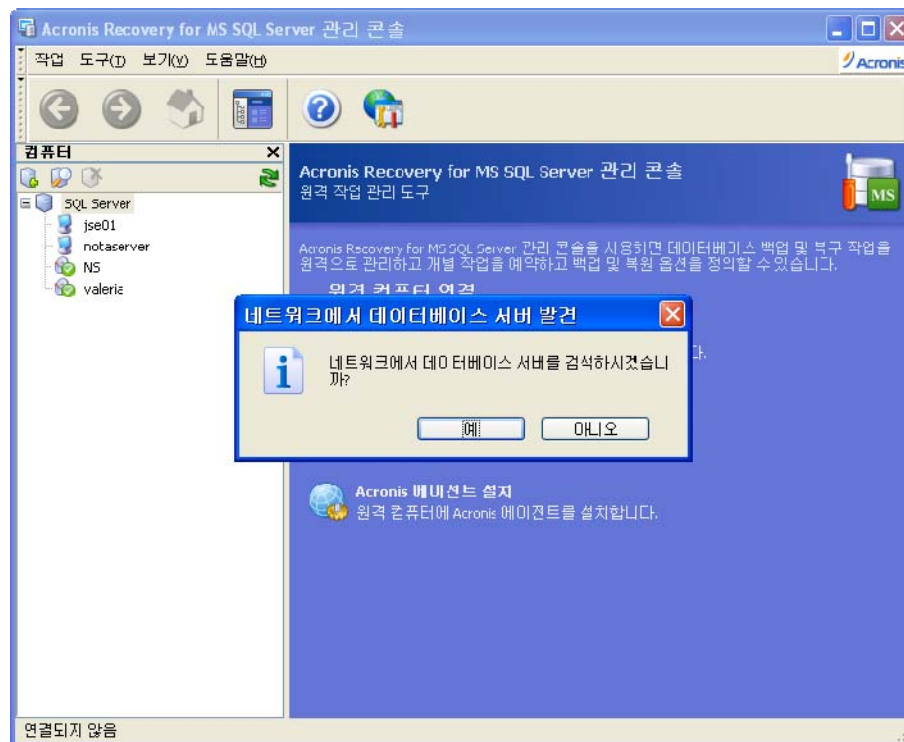 Acronis Recovery for MS SQL Server 관리 콘솔
작업 도구(T) 보기(V) 도움말(H)
Acronis
컴퓨터
SQL Server
jse01
notaserver
NS
valeria
Acronis Recovery for MS SQL Server 관리 콘솔
원격 작업 관리 도구
MS
Acronis Recovery for MS SQL Server 관리 콘솔을 사용하면 데이터베이스 백업 및 복구 작업을
원격으로 관리하고 개별 작업을 예약하고 백업 및 복원 옵션을 정의할 수 있습니다.
원격 컴퓨터 연결
네트워크에서 데이터베이스 서버 발견
네트워크에서 데이터베이스 서버를 검색하시겠습니
까?
예
아니오
Acronis 에이전트 설치
원격 컴퓨터에 Acronis 에이전트를 설치합니다.
연결되지 않음